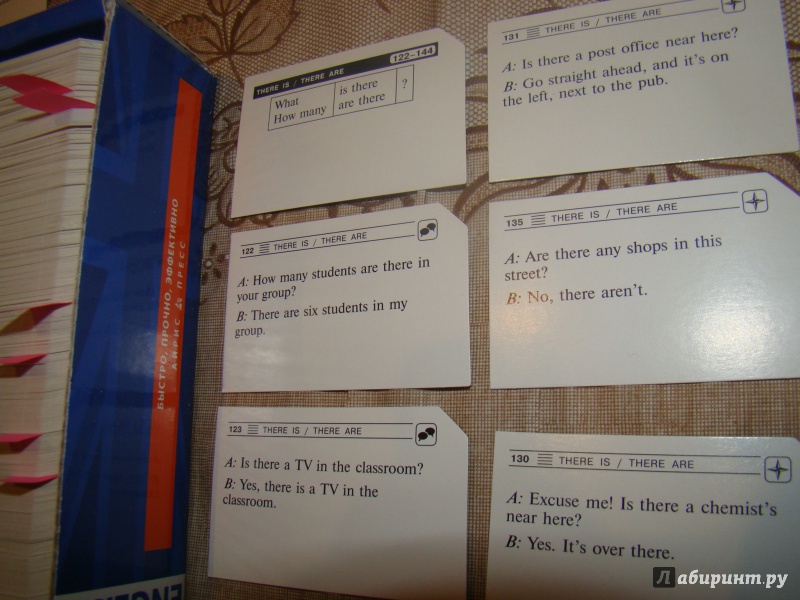 БЫСТРО, ПРОЧНО, ЭФФЕКТИВНО
АЙРИС ПРЕСС
THERE IS / THERE ARE 122–144
What is there ?
How many are there
122 THERE IS / THERE ARE
A: How many students are there in
your group?
B: There are six students in my
group.
123 THERE IS / THERE ARE
A: Is there a TV in the classroom?
B: Yes, there is a TV in the
classroom.
131 THERE IS / THERE ARE
A: Is there a post office near here?
B: Go straight ahead, and it's on
the left, next to the pub.
135 THERE IS / THERE ARE
A: Are there any shops in this
street?
B: No, there aren't.
130 THERE IS / THERE ARE
A: Excuse me! Is there a chemist's
near here?
B: Yes. It's over there.
Лабиринт.ру